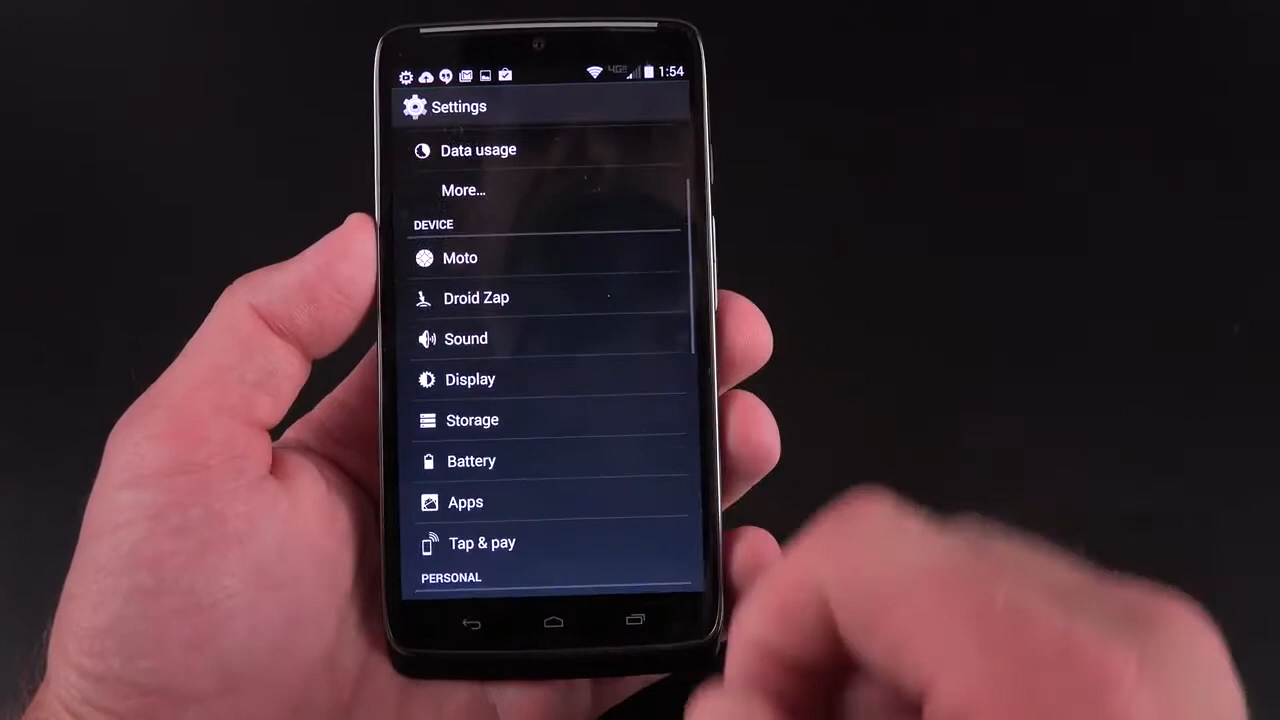 1:54
Settings
Data usage
More...
DEVICE
Moto
Droid Zap
Sound
Display
Storage
Battery
Apps
Tap & pay
PERSONAL